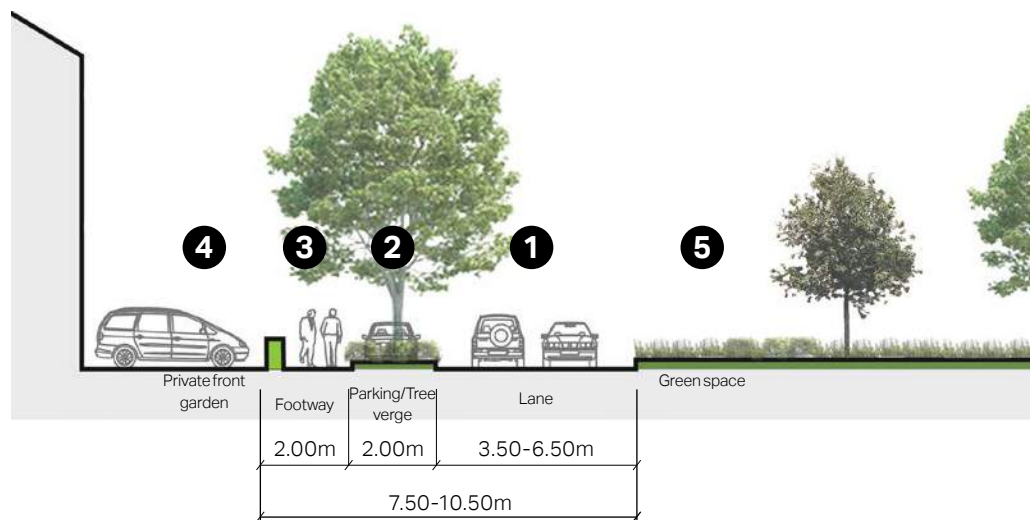 4
3
2
1
5
Private front
garden
Footway
Parking/Tree
verge
Lane
Green space
2.00m
2.00m
3.50-6.50m
7.50-10.50m